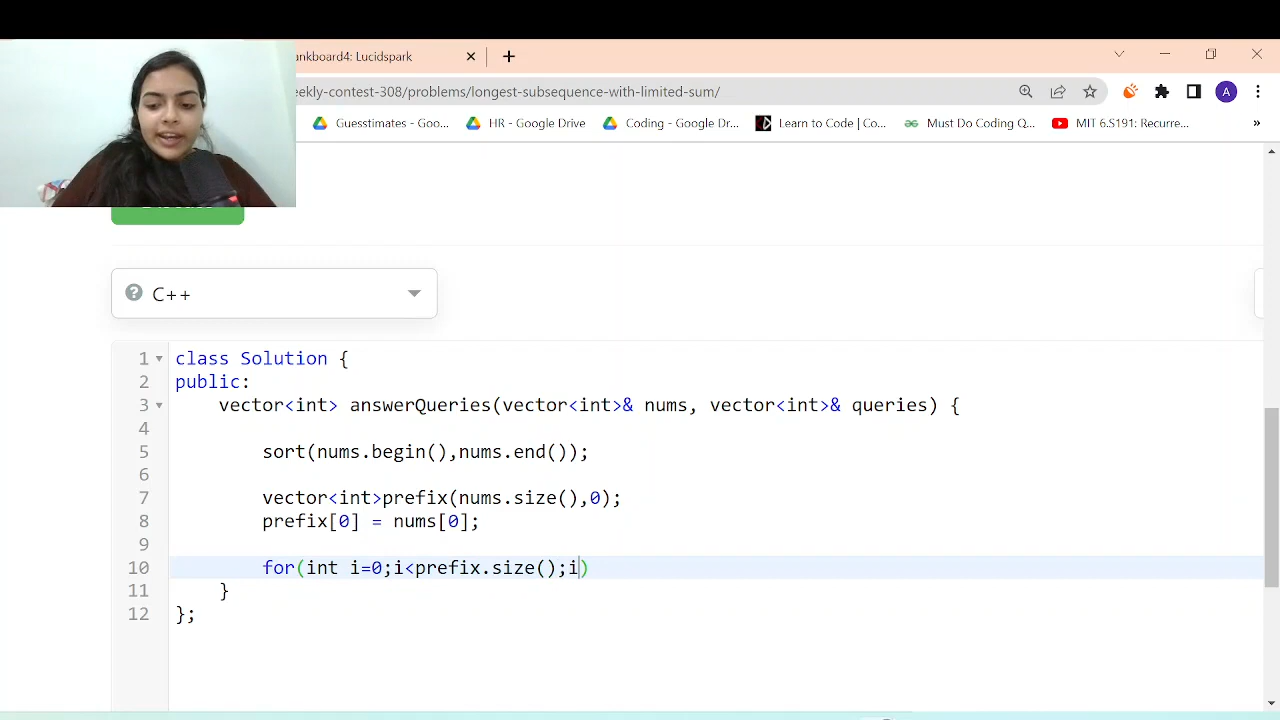 ankboard4: Lucidspark
eekly-contest-308/problems/longest-subsequence-with-limited-sum/
A
Guesstimates - Goo...
HR - Google Drive
Coding - Google Dr...
Learn to Code | Co...
Must Do Coding Q...
MIT 6.S191: Recurre...
»
C++
1 class Solution {
2 public:
3 vector<int> answerQueries(vector<int>& nums, vector<int>& queries) {
4
5 sort(nums.begin(),nums.end());
6
7 vector<int>prefix(nums.size(),0);
8 prefix[0] = nums[0];
9
10 for(int i=0;i<prefix.size();i)
11 }
12 };